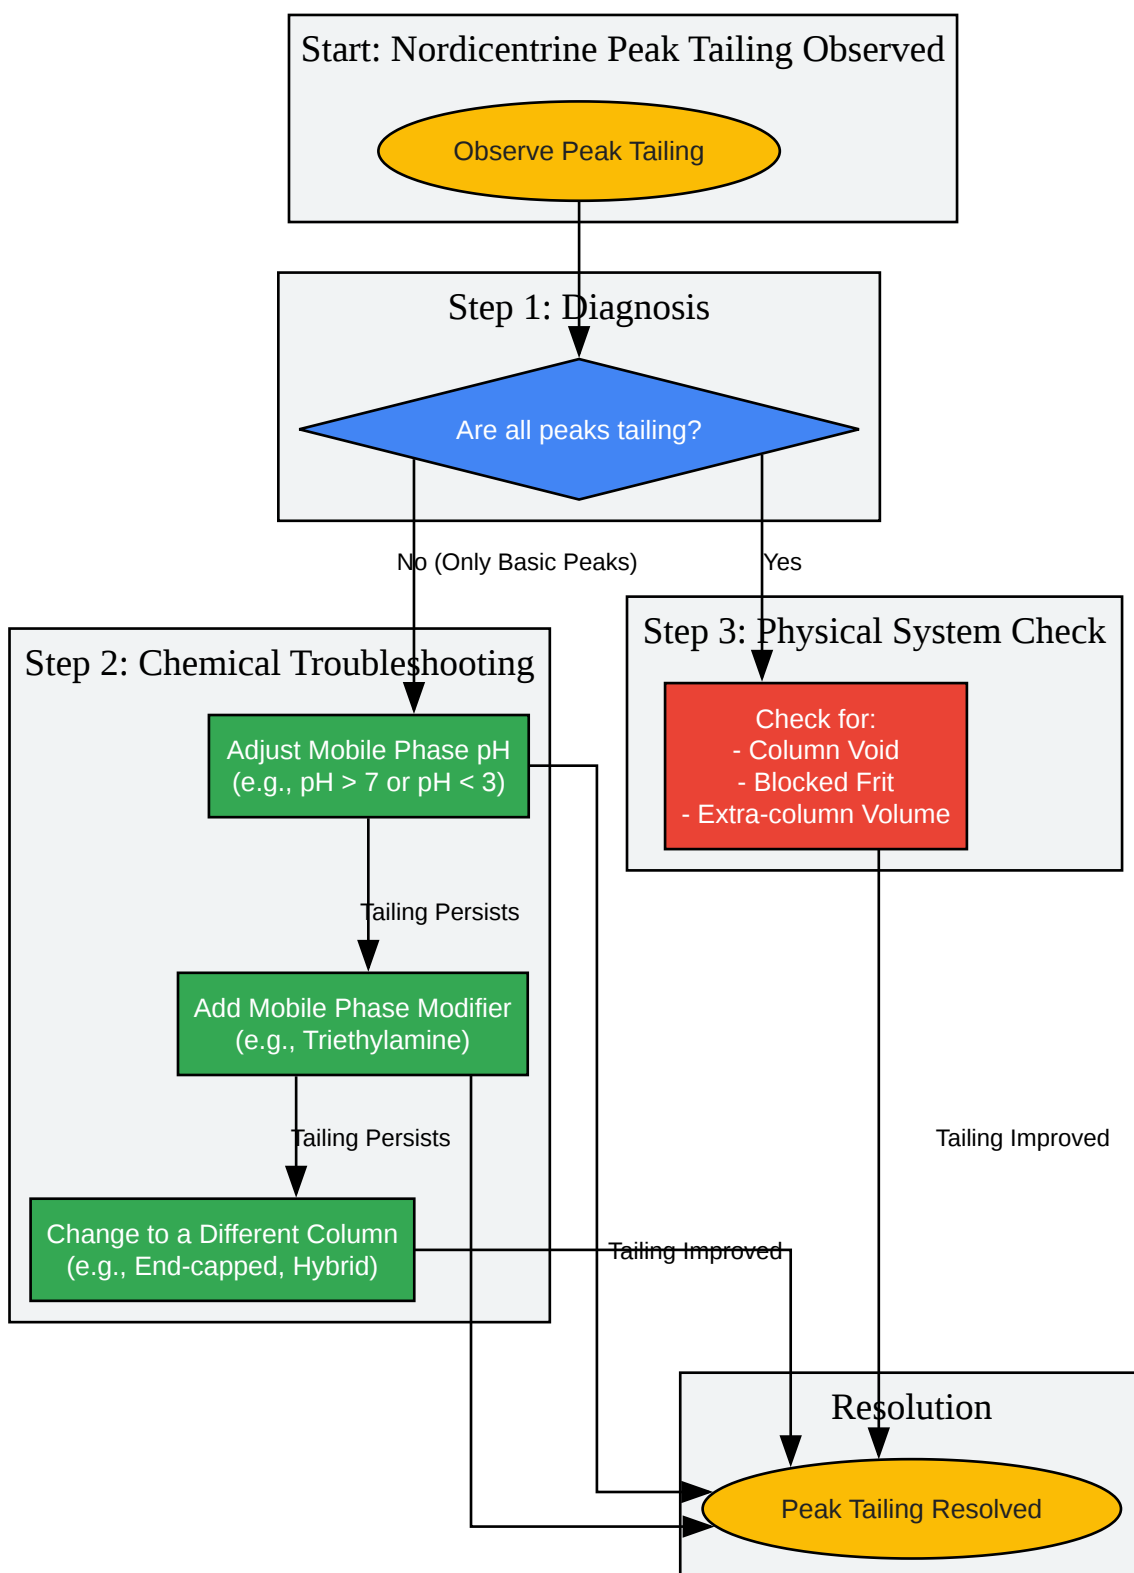 Start: Nordicentrine Peak Tailing Observed
Observe Peak Tailing
Step 1: Diagnosis
Are all peaks tailing?
No (Only Basic Peaks)
Yes
Step 2: Chemical Troubleshooting
Adjust Mobile Phase pH
(e.g., pH > 7 or pH < 3)
Tailing Persists
Add Mobile Phase Modifier
(e.g., Triethylamine)
Tailing Persists
Change to a Different Column
(e.g., End-capped, Hybrid)
Step 3: Physical System Check
Check for:
- Column Void
- Blocked Frit
- Extra-column Volume
Tailing Improved
Tailing Improved
Resolution
Peak Tailing Resolved